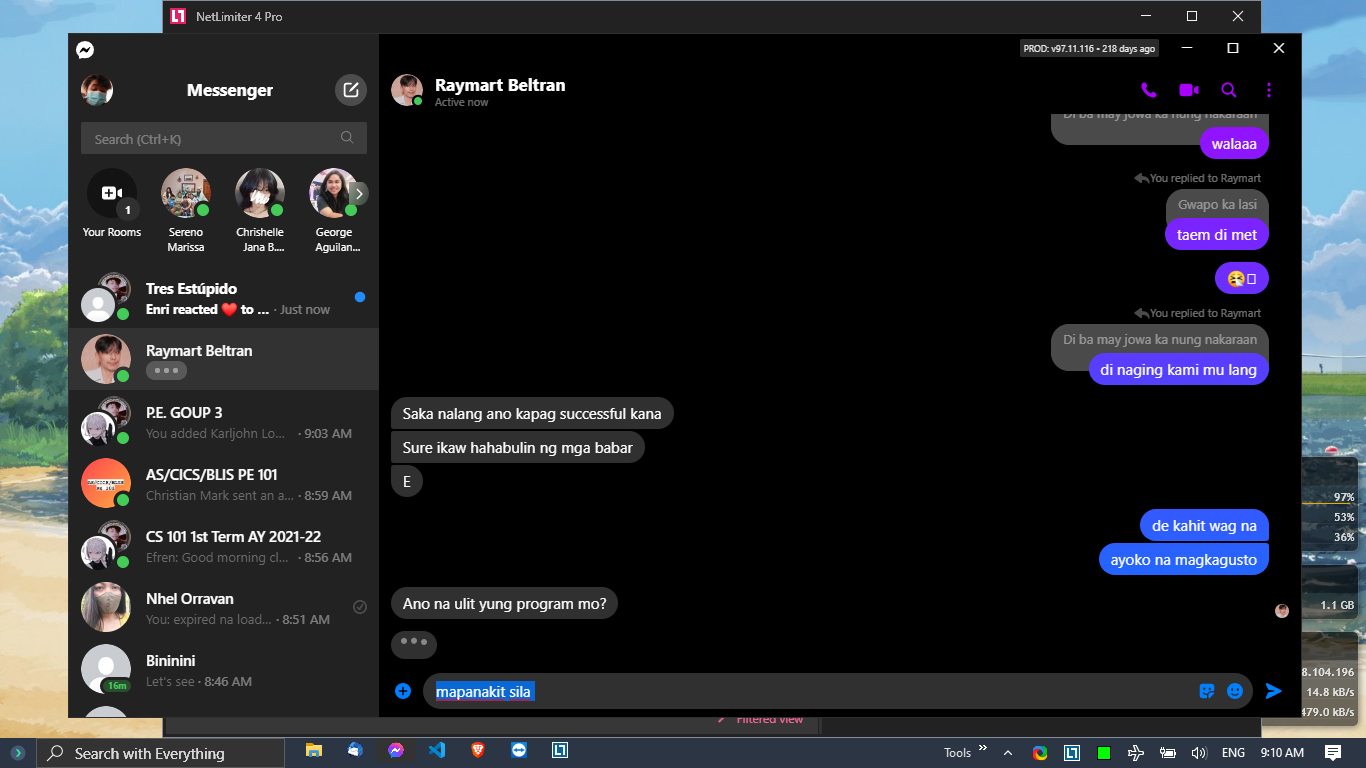 NetLimiter 4 Pro
PROD: v97.11.116 • 218 days ago
Messenger
Search (Ctrl+K)
1
Your Rooms
Sereno
Marissa
Chrishelle
Jana B....
George
Aguilan...
Tres Estúpido
Enri reacted ❤️ to ... · Just now
Raymart Beltran
P.E. GOUP 3
You added Karljohn Lo... · 9:03 AM
AS/CICS/BLIS PE 101
Christian Mark sent an a... · 8:59 AM
CS 101 1st Term AY 2021-22
Efren: Good morning cl... · 8:56 AM
Nhel Orravan
You: expired na load... · 8:51 AM
Bininini
Let's see · 8:46 AM
16m
Raymart Beltran
Active now
Di ba may jowa ka nung nakaraan
walaaa
You replied to Raymart
Gwapo ka lasi
taem di met
You replied to Raymart
Di ba may jowa ka nung nakaraan
di naging kami mu lang
Saka nalang ano kapag successful kana
Sure ikaw hahabulin ng mga babar
E
de kahit wag na
ayoko na magkagusto
Ano na ulit yung program mo?
mapanakit sila
97%
53%
36%
1.1 GB
8.104.196
14.8 kB/s
479.0 kB/s
Filtered view
Search with Everything
Tools
ENG
9:10 AM